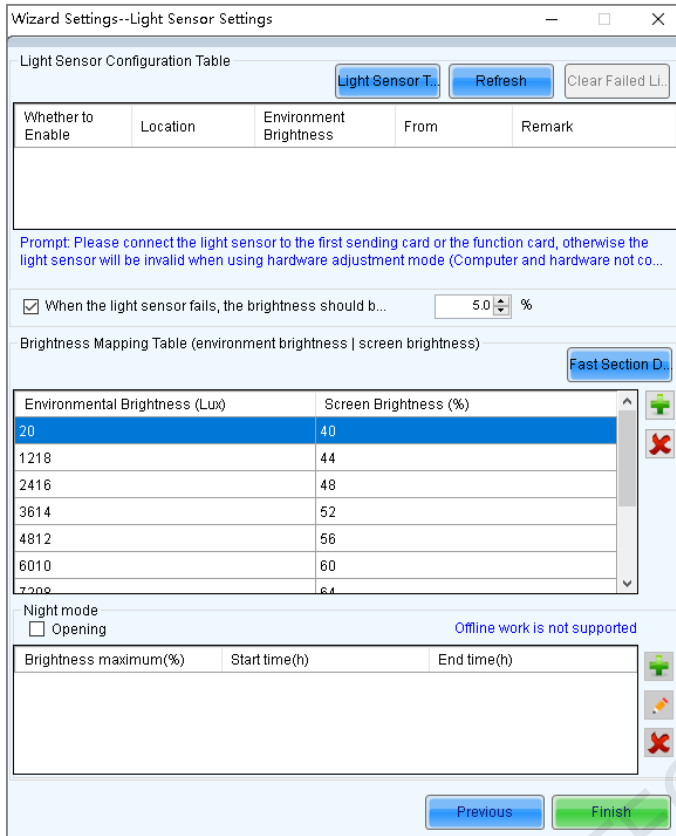 Wizard Settings--Light Sensor Settings
Light Sensor Configuration Table
Light Sensor T... Refresh Clear Failed Li...
Whether to Enable Location Environment Brightness From Remark
Prompt: Please connect the light sensor to the first sending card or the function card, otherwise the
light sensor will be invalid when using hardware adjustment mode (Computer and hardware not co...
When the light sensor fails, the brightness should b... 5.0 %
Brightness Mapping Table (environment brightness | screen brightness)
Fast Section D...
Environmental Brightness (Lux) Screen Brightness (%)
20 40
1218 44
2416 48
3614 52
4812 56
6010 60
7208 64
Night mode
Opening Offline work is not supported
Brightness maximum(%) Start time(h) End time(h)
Previous Finish